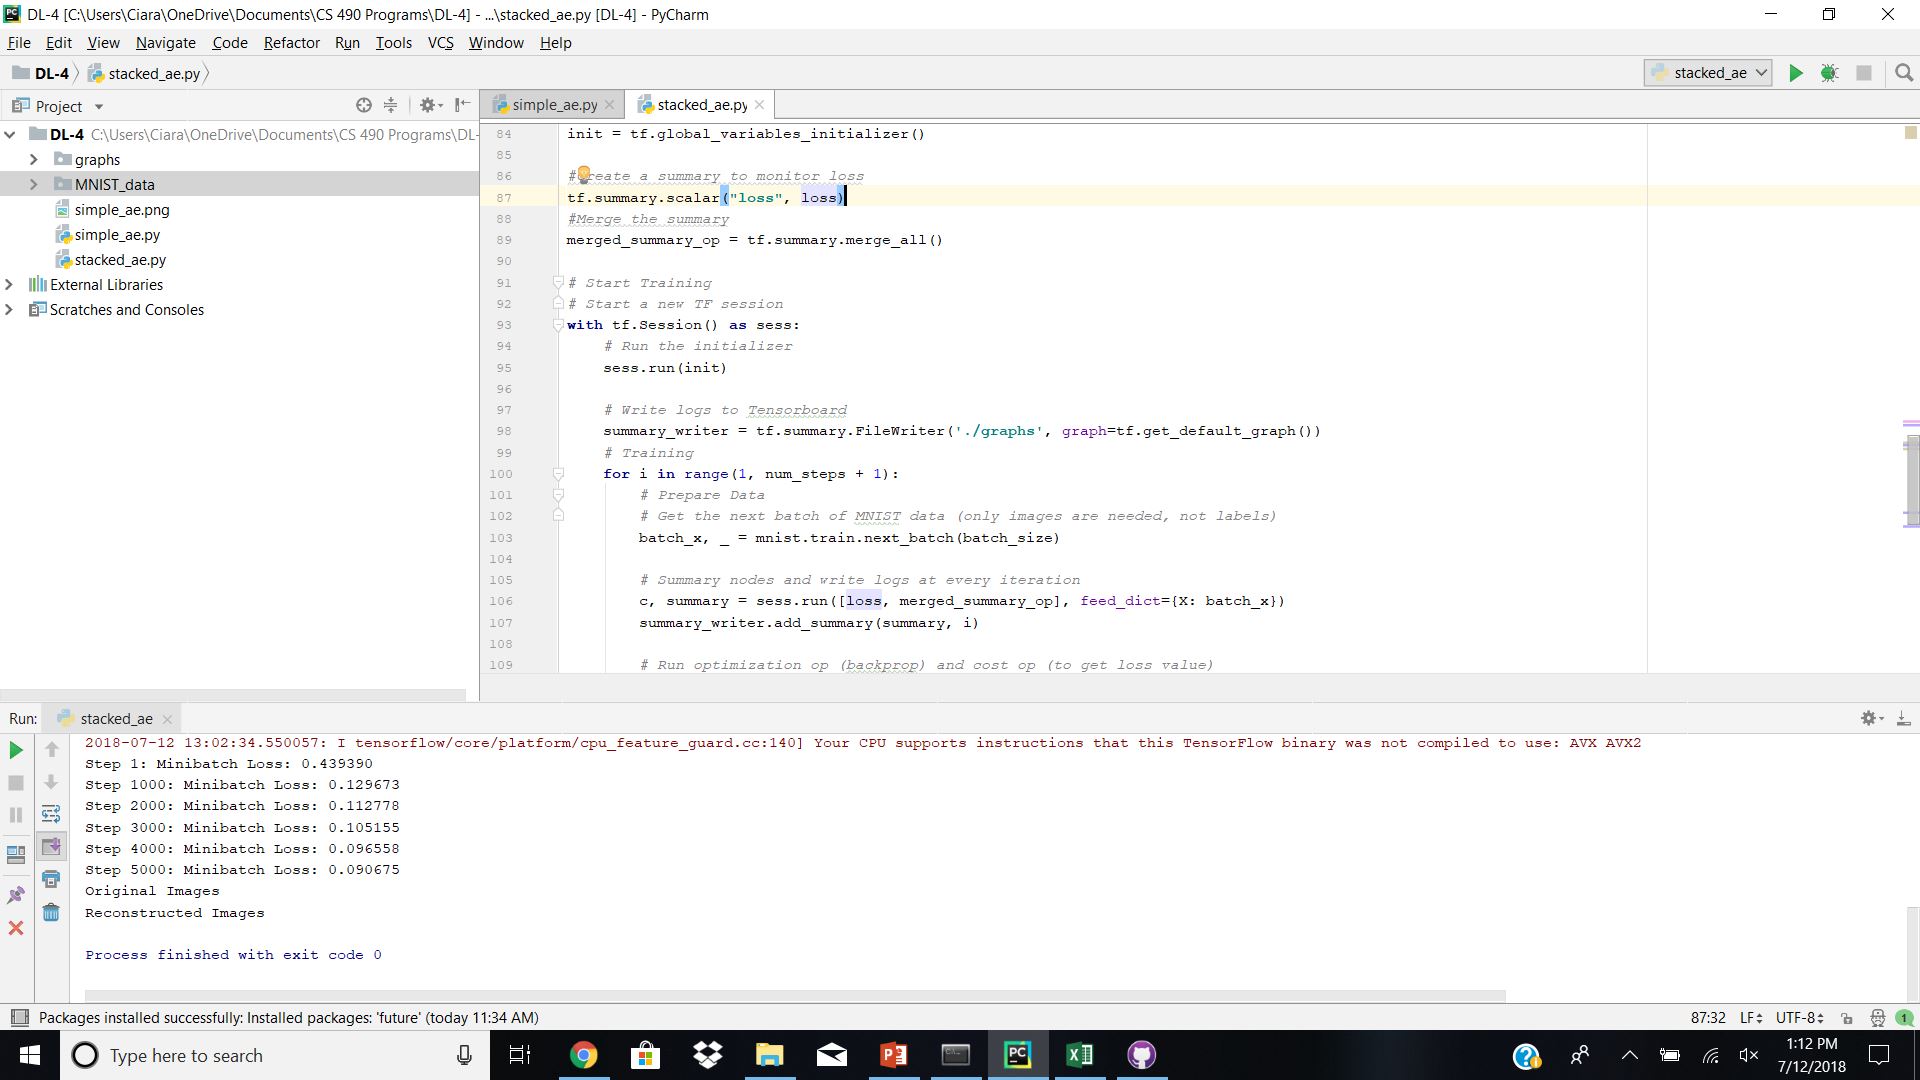 DL-4 [C:\Users\Ciara\OneDrive\Documents\CS 490 Programs\DL-4] - ...\stacked_ae.py [DL-4] - PyCharm
File Edit View Navigate Code Refactor Run Tools VCS Window Help
DL-4 stacked_ae.py stacked_ae
Project simple_ae.py stacked_ae.py
DL-4 C:\Users\Ciara\OneDrive\Documents\CS 490 Programs\DL-
graphs
MNIST_data
simple_ae.png
simple_ae.py
stacked_ae.py
External Libraries
Scratches and Consoles
84 init = tf.global_variables_initializer()
85
86 #Create a summary to monitor loss
87 tf.summary.scalar("loss", loss)
88 #Merge the summary
89 merged_summary_op = tf.summary.merge_all()
90
91 # Start Training
92 # Start a new TF session
93 with tf.Session() as sess:
94 # Run the initializer
95 sess.run(init)
96
97 # Write logs to Tensorboard
98 summary_writer = tf.summary.FileWriter('./graphs', graph=tf.get_default_graph())
99 # Training
100 for i in range(1, num_steps + 1):
101 # Prepare Data
102 # Get the next batch of MNIST data (only images are needed, not labels)
103 batch_x, _ = mnist.train.next_batch(batch_size)
104
105 # Summary nodes and write logs at every iteration
106 c, summary = sess.run([loss, merged_summary_op], feed_dict={X: batch_x})
107 summary_writer.add_summary(summary, i)
108
109 # Run optimization op (backprop) and cost op (to get loss value)
Run: stacked_ae
2018-07-12 13:02:34.550057: I tensorflow/core/platform/cpu_feature_guard.cc:140] Your CPU supports instructions that this TensorFlow binary was not compiled to use: AVX AVX2
Step 1: Minibatch Loss: 0.439390
Step 1000: Minibatch Loss: 0.129673
Step 2000: Minibatch Loss: 0.112778
Step 3000: Minibatch Loss: 0.105155
Step 4000: Minibatch Loss: 0.096558
Step 5000: Minibatch Loss: 0.090675
Original Images
Reconstructed Images
Process finished with exit code 0
Packages installed successfully: Installed packages: 'future' (today 11:34 AM) 87:32 LF UTF-8 1
Type here to search
1:12 PM
7/12/2018